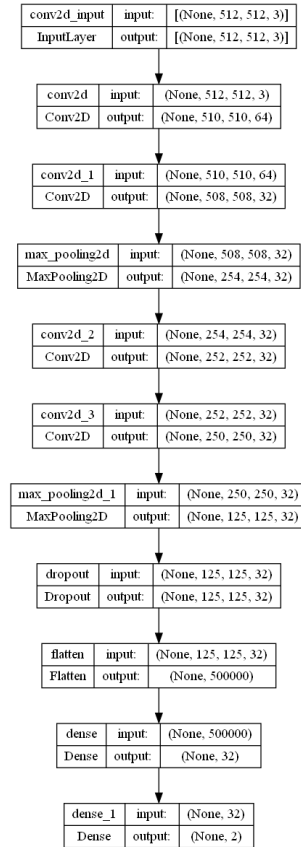 conv2d_input input: [(None, 512, 512, 3)]
InputLayer output: [(None, 512, 512, 3)]
conv2d input: (None, 512, 512, 3)
Conv2D output: (None, 510, 510, 64)
conv2d_1 input: (None, 510, 510, 64)
Conv2D output: (None, 508, 508, 32)
max_pooling2d input: (None, 508, 508, 32)
MaxPooling2D output: (None, 254, 254, 32)
conv2d_2 input: (None, 254, 254, 32)
Conv2D output: (None, 252, 252, 32)
conv2d_3 input: (None, 252, 252, 32)
Conv2D output: (None, 250, 250, 32)
max_pooling2d_1 input: (None, 250, 250, 32)
MaxPooling2D output: (None, 125, 125, 32)
dropout input: (None, 125, 125, 32)
Dropout output: (None, 125, 125, 32)
flatten input: (None, 125, 125, 32)
Flatten output: (None, 500000)
dense input: (None, 500000)
Dense output: (None, 32)
dense_1 input: (None, 32)
Dense output: (None, 2)